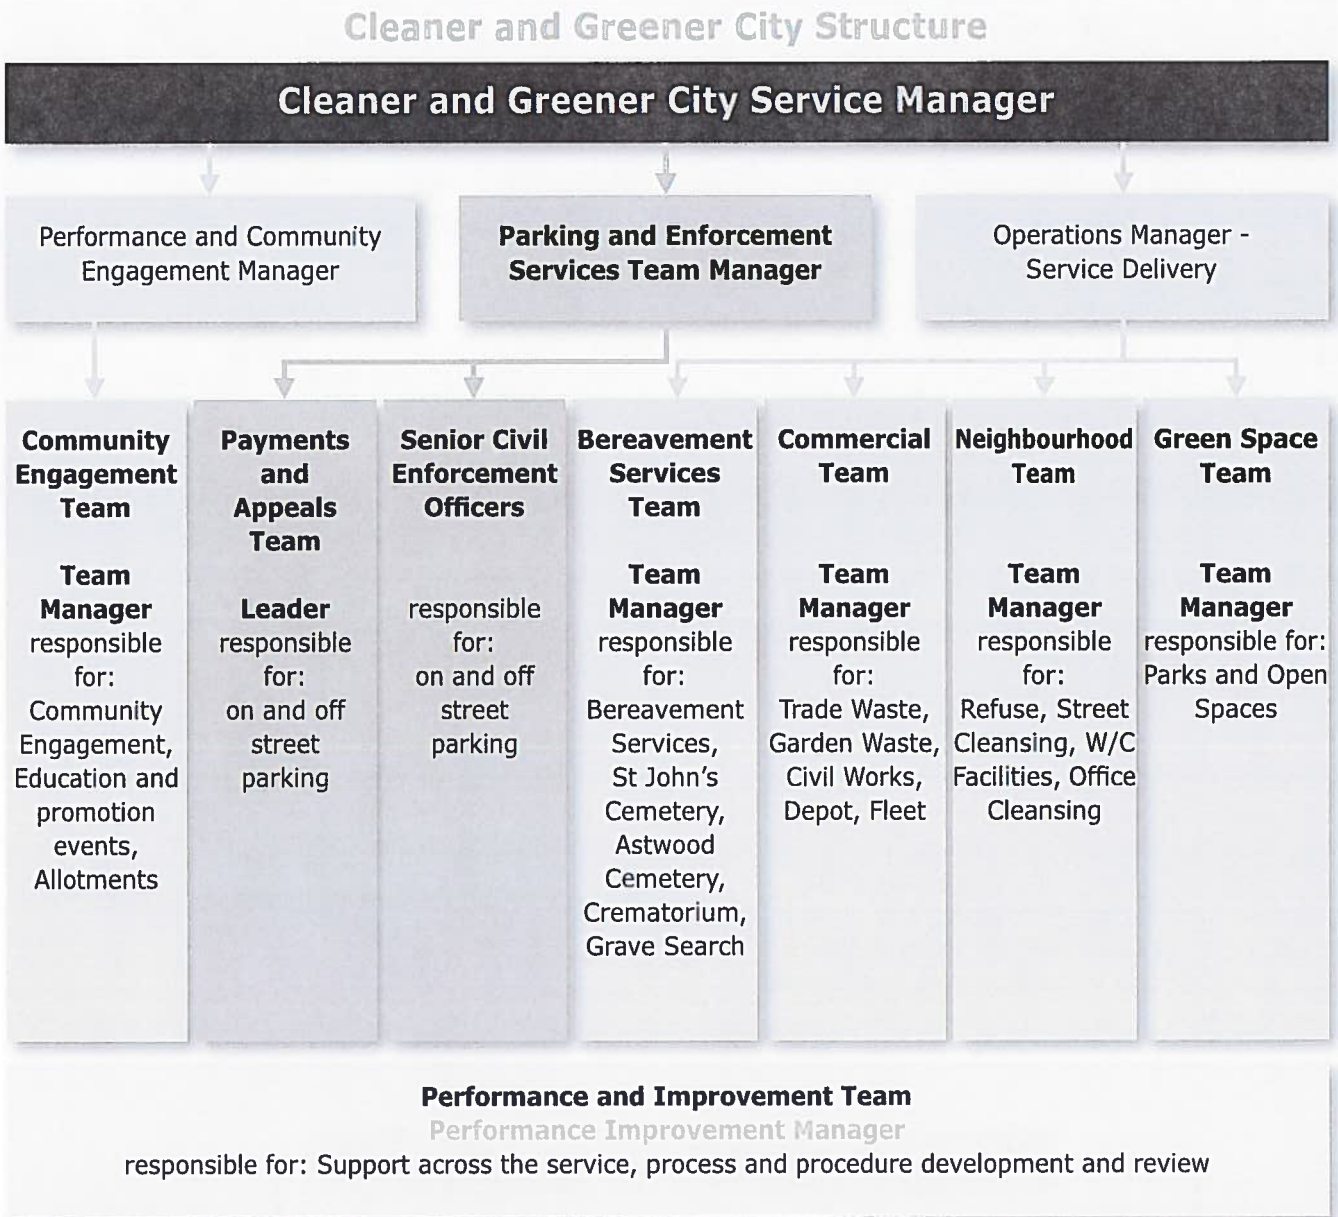 Cleaner and Greener City Structure
Cleaner and Greener City Service Manager
Performance and Community
Engagement Manager
Parking and Enforcement
Services Team Manager
Operations Manager -
Service Delivery
Community
Engagement
Team
Team
Manager
responsible
for:
Community
Engagement,
Education and
promotion
events,
Allotments
Payments
and
Appeals
Team
Leader
responsible
for:
on and off
street
parking
Senior Civil
Enforcement
Officers
responsible
for:
on and off
street
parking
Bereavement
Services
Team
Team
Manager
responsible
for:
Bereavement
Services,
St John's
Cemetery,
Astwood
Cemetery,
Crematorium,
Grave Search
Commercial
Team
Team
Manager
responsible
for:
Trade Waste,
Garden Waste,
Civil Works,
Depot, Fleet
Neighbourhood
Team
Team
Manager
responsible
for:
Refuse, Street
Cleansing, W/C
Facilities, Office
Cleansing
Green Space
Team
Team
Manager
responsible for:
Parks and Open
Spaces
Performance and Improvement Team
Performance Improvement Manager
responsible for: Support across the service, process and procedure development and review